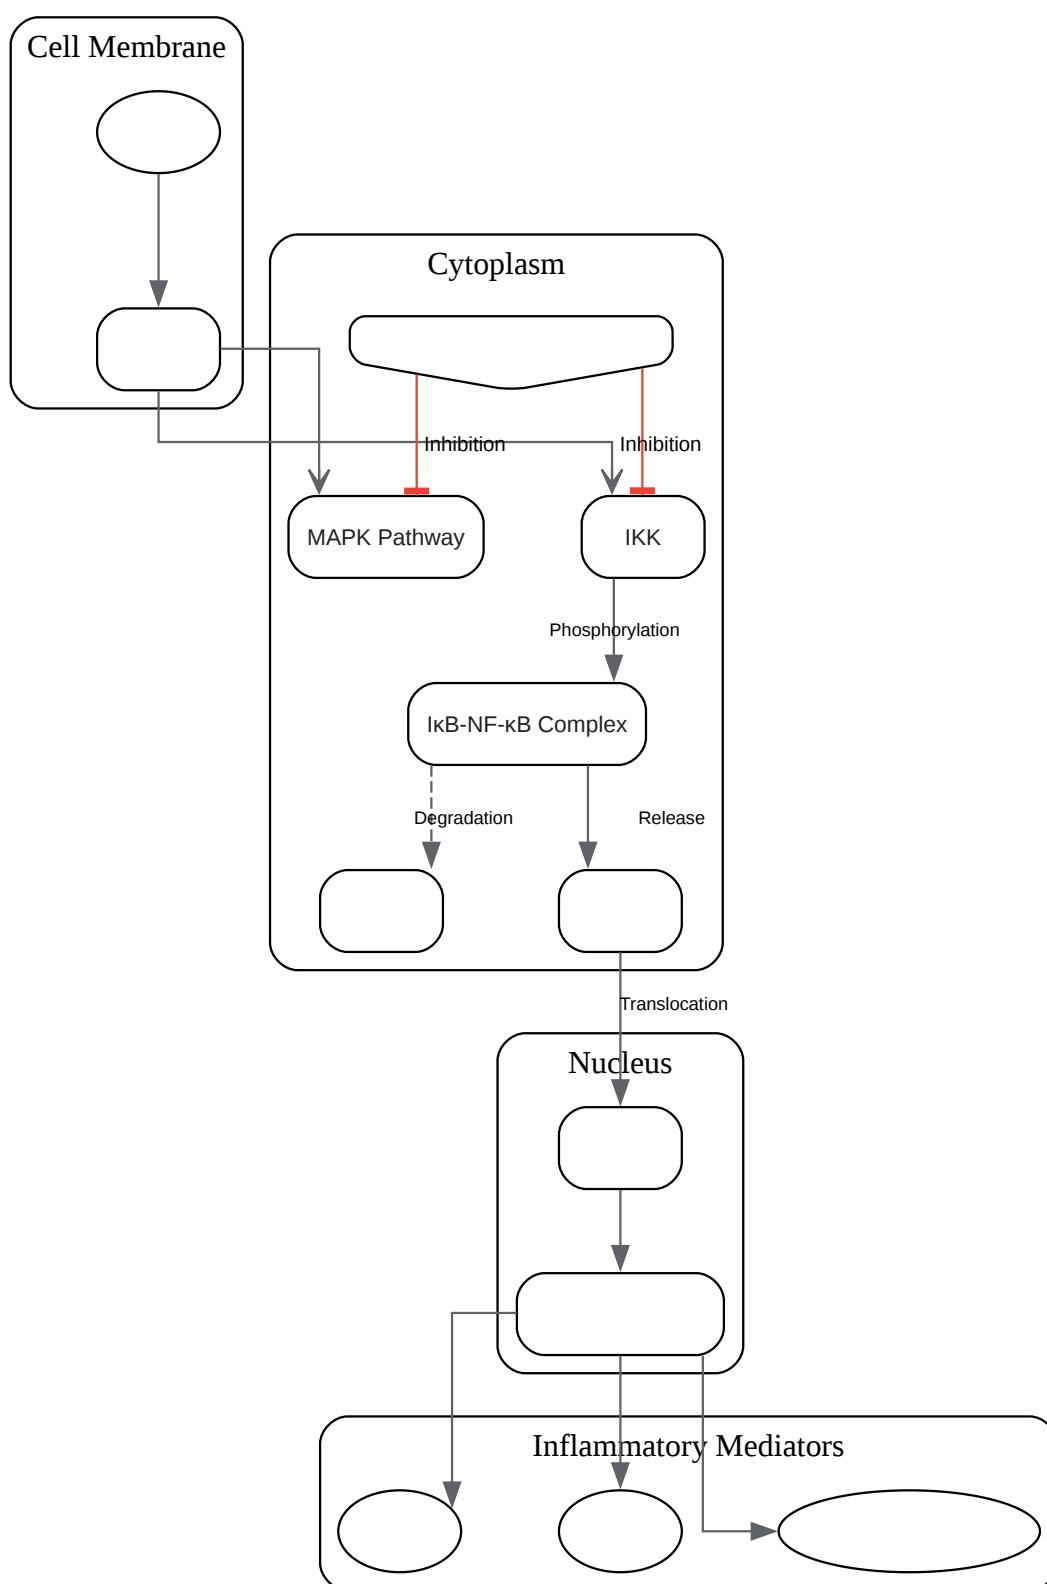 Cell Membrane
Cytoplasm
Inhibition
Inhibition
MAPK Pathway
IKK
Phosphorylation
IκB-NF-κB Complex
Degradation
Release
Translocation
Nucleus
Inflammatory Mediators